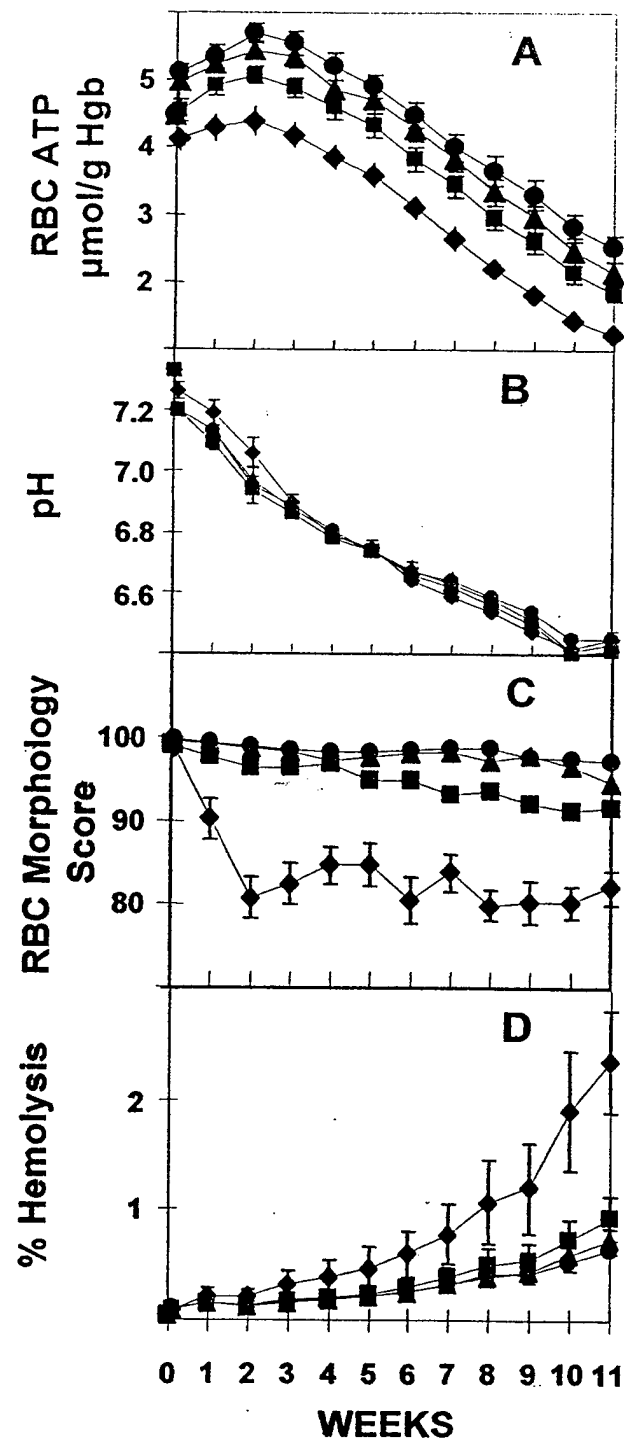 A
RBC ATP
µmol/g Hgb
5
4
3
2
B
pH
7.2
7.0
6.8
6.6
C
RBC Morphology
Score
100
90
80
D
% Hemolysis
2
1
0 1 2 3 4 5 6 7 8 9 10 11
WEEKS